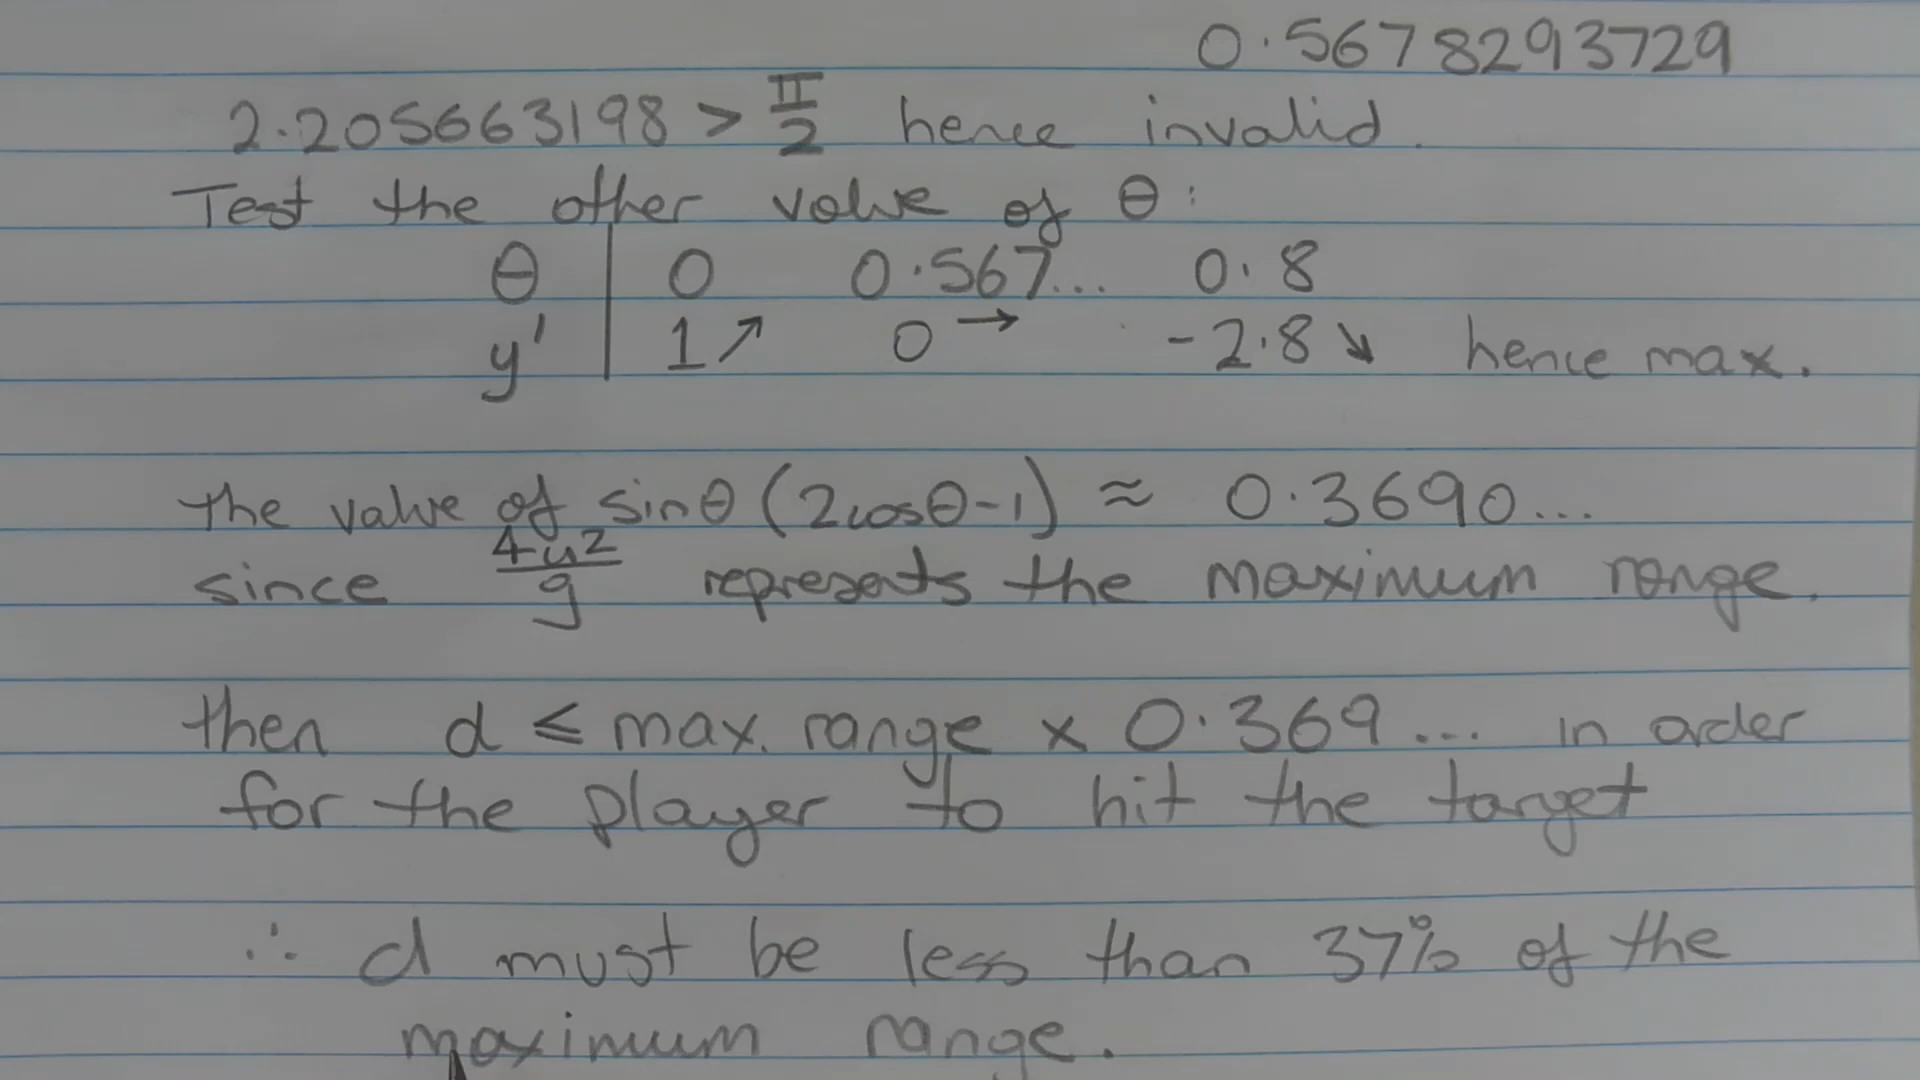 0.5678293729
2.205663198 > π/2 hence invalid.
Test the other value of θ:
θ | 0 0.567... 0.8
y' | 1 ↗ 0 → -2.8 ↘ hence max.
the value of sinθ (2cosθ-1) ≈ 0.3690...
since 4u²/g represents the maximum range.
then d ≤ max. range × 0.369... in order
for the player to hit the target
∴ d must be less than 37% of the
maximum range.